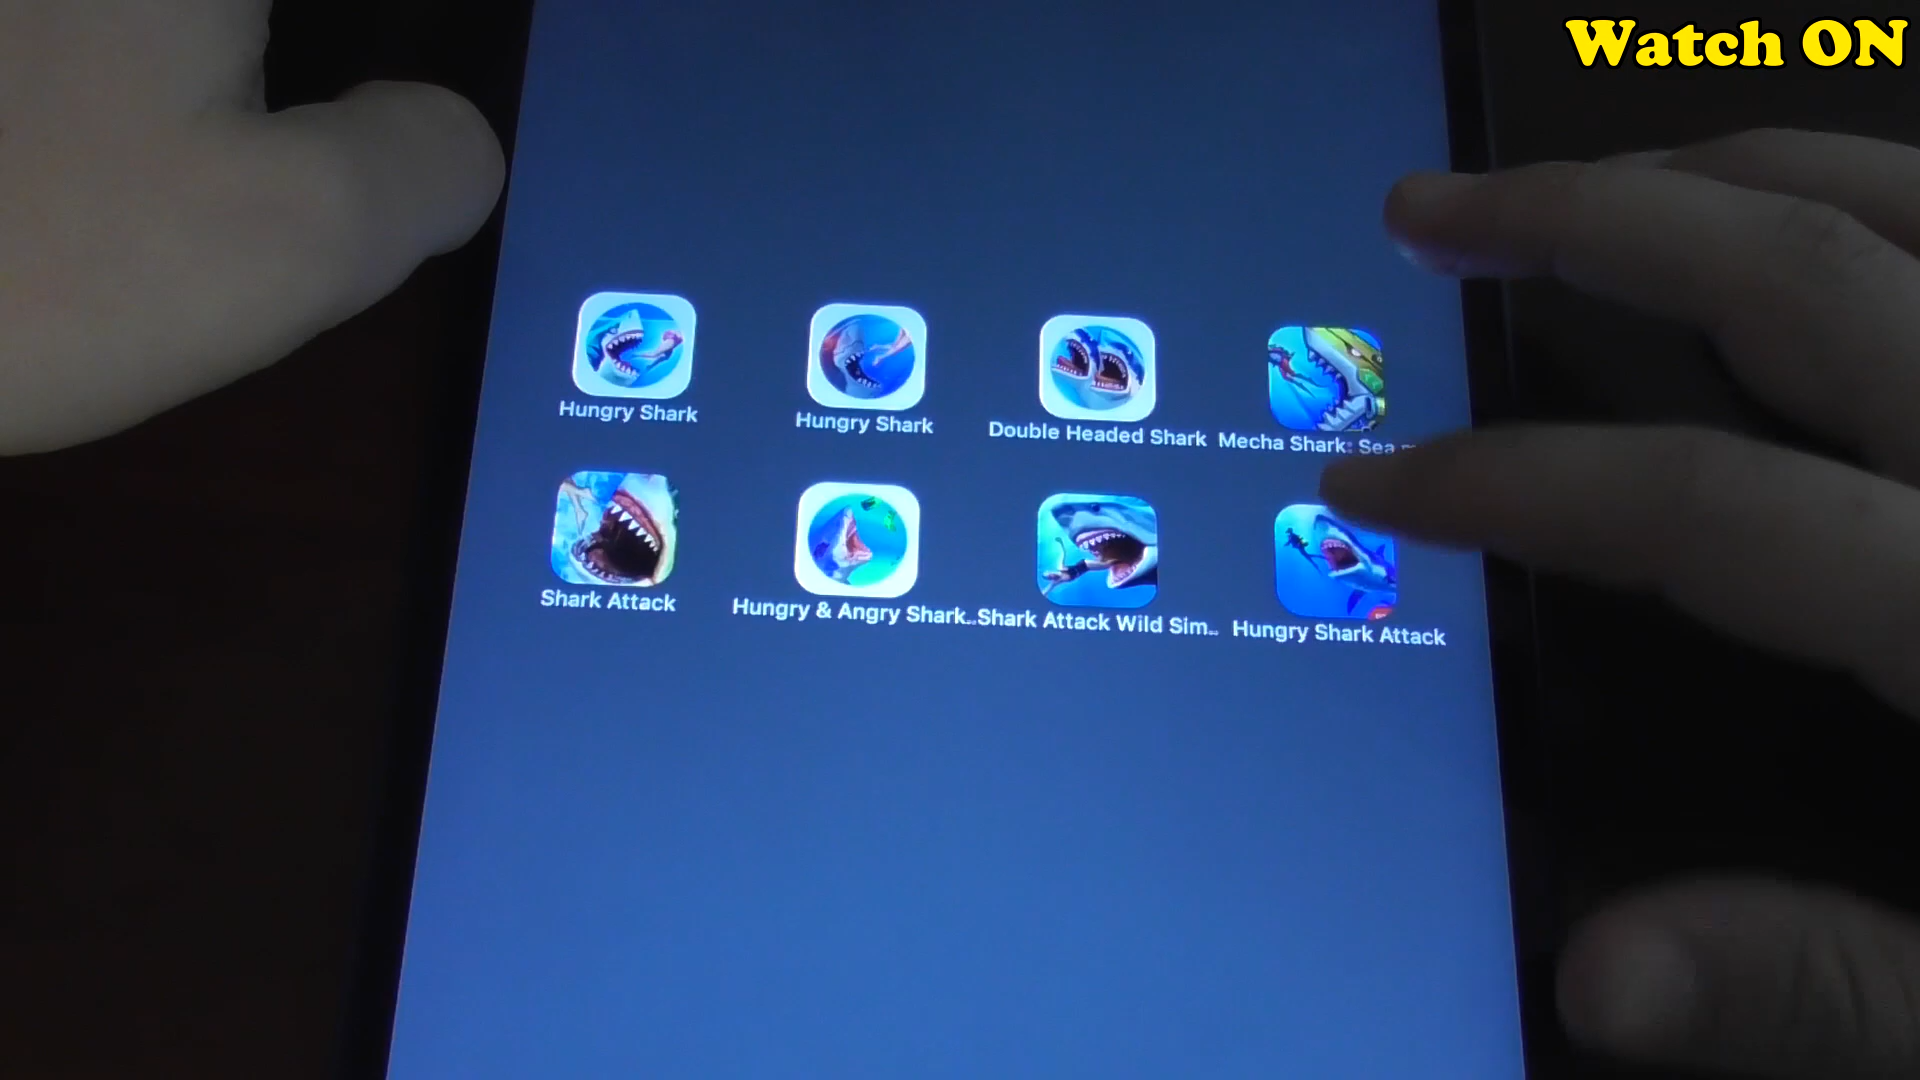 Watch ON
Hungry Shark
Hungry Shark
Double Headed Shark
Mecha Shark: Sea
Shark Attack
Hungry & Angry Shark...
Shark Attack Wild Sim...
Hungry Shark Attack